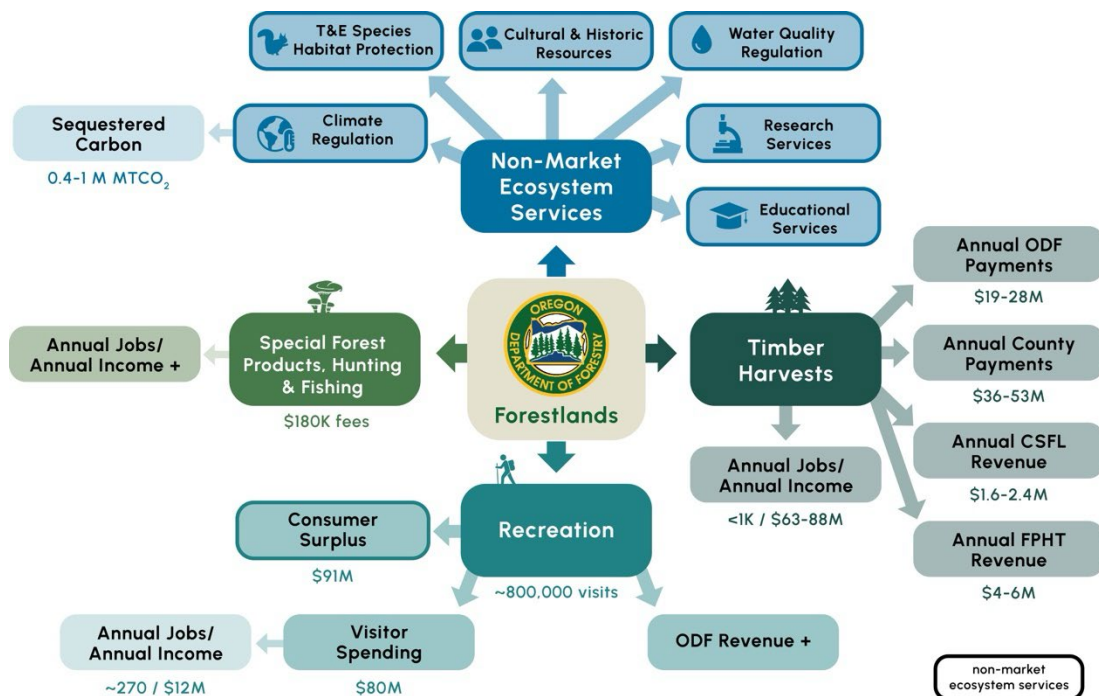 T&E Species
Habitat Protection
Cultural & Historic
Resources
Water Quality
Regulation
Sequestered
Carbon
0.4-1 M MTCO₂
Climate
Regulation
Non-Market
Ecosystem
Services
Research
Services
Educational
Services
Annual ODF
Payments
$19-28M
Annual Jobs/
Annual Income +
Special Forest
Products, Hunting
& Fishing
$180K fees
OREGON
DEPARTMENT OF FORESTRY
Forestlands
Timber
Harvests
Annual County
Payments
$36-53M
Annual Jobs/
Annual Income
<1K / $63-88M
Annual CSFL
Revenue
$1.6-2.4M
Annual FPHT
Revenue
$4-6M
Consumer
Surplus
$91M
Recreation
~800,000 visits
Annual Jobs/
Annual Income
~270 / $12M
Visitor
Spending
$80M
ODF Revenue +
non-market
ecosystem services